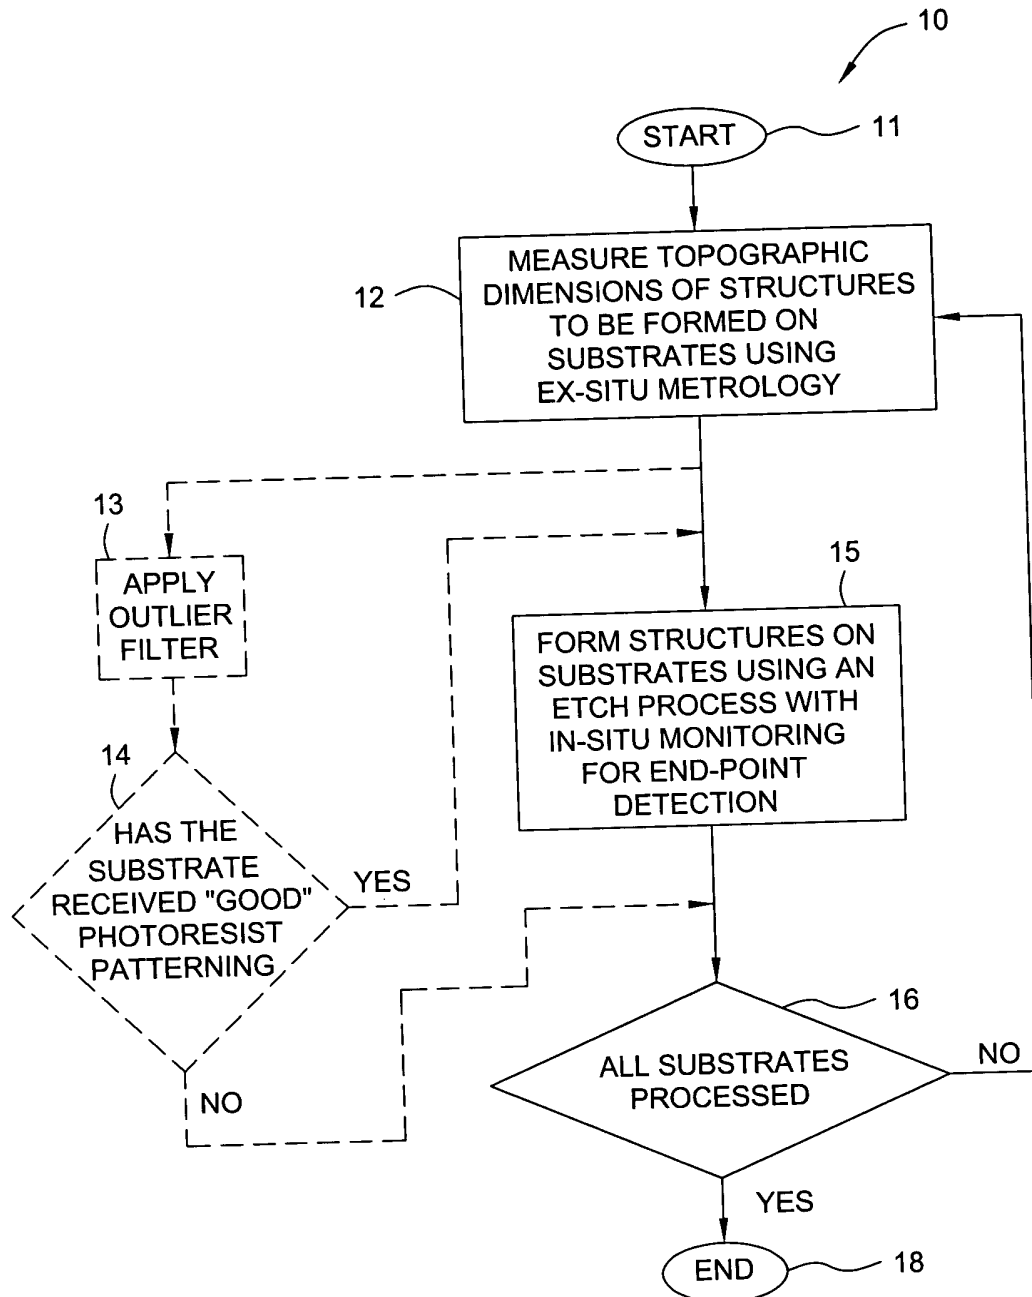 10
START
11
MEASURE TOPOGRAPHIC
DIMENSIONS OF STRUCTURES
TO BE FORMED ON
SUBSTRATES USING
EX-SITU METROLOGY
12
13
APPLY
OUTLIER
FILTER
15
FORM STRUCTURES ON
SUBSTRATES USING AN
ETCH PROCESS WITH
IN-SITU MONITORING
FOR END-POINT
DETECTION
14
HAS THE
SUBSTRATE
RECEIVED "GOOD"
PHOTORESIST
PATTERNING
YES
NO
16
ALL SUBSTRATES
PROCESSED
NO
YES
END
18